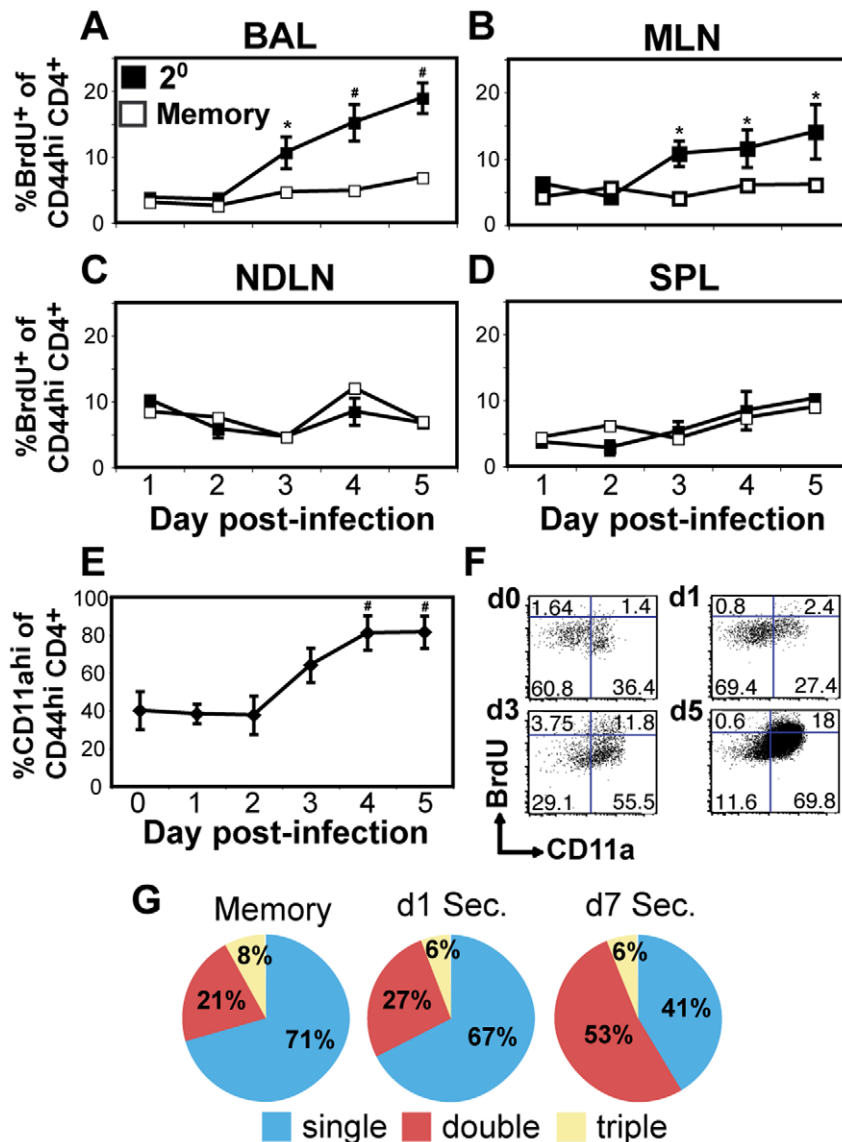 A
BAL
B
MLN
2⁰
Memory
%BrdU⁺ of
CD44ʰⁱ CD4⁺
20
10
0
*
#
#
20
10
0
*
*
*
C
NDLN
D
SPL
%BrdU⁺ of
CD44ʰⁱ CD4⁺
20
10
0
20
10
0
1 2 3 4 5
1 2 3 4 5
Day post-infection
Day post-infection
E
%CD11aʰⁱ of
CD44ʰⁱ CD4⁺
100
80
60
40
20
0
#
#
0 1 2 3 4 5
Day post-infection
F
d0
1.64 1.4
60.8 36.4
d1
0.8 2.4
69.4 27.4
d3
3.75 11.8
29.1 55.5
d5
0.6 18
11.6 69.8
BrdU
CD11a
G
Memory
d1 Sec.
d7 Sec.
8%
21%
71%
6%
27%
67%
6%
53%
41%
single double triple